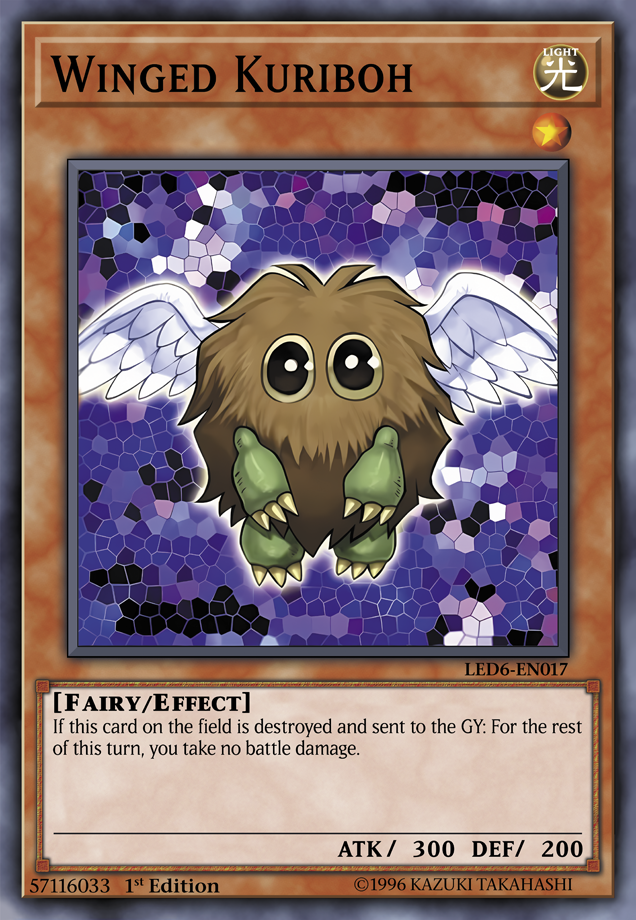 Winged Kuriboh
LIGHT
光
LED6-EN017
[Fairy/Effect]
If this card on the field is destroyed and sent to the GY: For the rest
of this turn, you take no battle damage.
ATK/ 300 DEF/ 200
57116033 1st Edition ©1996 KAZUKI TAKAHASHI